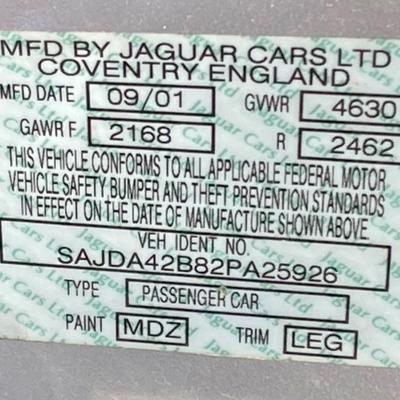 MFD BY JAGUAR CARS LTD
COVENTRY ENGLAND
MFD DATE 09/01 GVWR 4630
GAWR F. 2168 R 2462
THIS VEHICLE CONFORMS TO ALL APPLICABLE FEDERAL MOTOR
VEHICLE SAFETY BUMPER AND THEFT PREVENTION STANDARDS
IN EFFECT ON THE DATE OF MANUFACTURE SHOWN ABOVE.
VEH IDENT NO.
SAJDA42B82PA25926
TYPE PASSENGER CAR
PAINT MDZ TRIM LEG